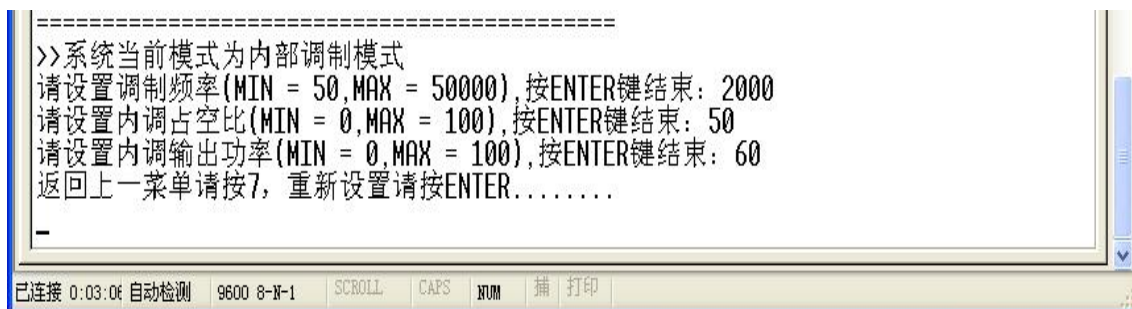 ============================================
>>系统当前模式为内部调制模式
请设置调制频率(MIN = 50,MAX = 50000),按ENTER键结束: 2000
请设置内调占空比(MIN = 0,MAX = 100),按ENTER键结束: 50
请设置内调输出功率(MIN = 0,MAX = 100),按ENTER键结束: 60
返回上一菜单请按7, 重新设置请按ENTER........
已连接 0:03:06 自动检测 9600 8-N-1 SCROLL CAPS NUM 捕 打印